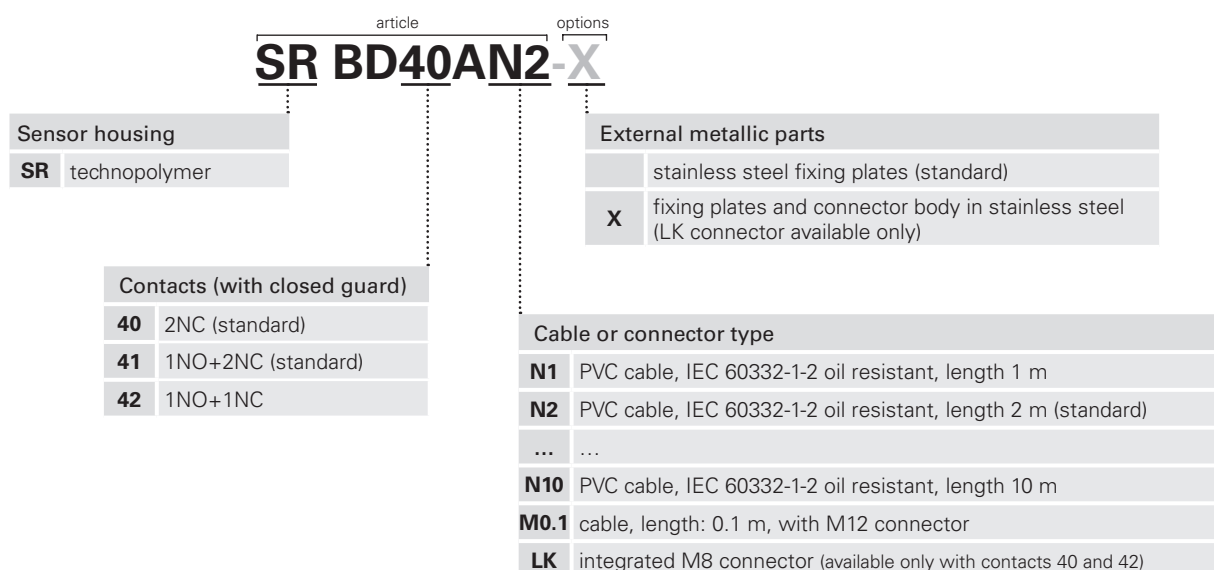 article
options
SR BD40AN2-X
Sensor housing
SR technopolymer
External metallic parts
stainless steel fixing plates (standard)
X fixing plates and connector body in stainless steel
(LK connector available only)
Contacts (with closed guard)
40 2NC (standard)
41 1NO+2NC (standard)
42 1NO+1NC
Cable or connector type
N1 PVC cable, IEC 60332-1-2 oil resistant, length 1 m
N2 PVC cable, IEC 60332-1-2 oil resistant, length 2 m (standard)
... ...
N10 PVC cable, IEC 60332-1-2 oil resistant, length 10 m
M0.1 cable, length: 0.1 m, with M12 connector
LK integrated M8 connector (available only with contacts 40 and 42)